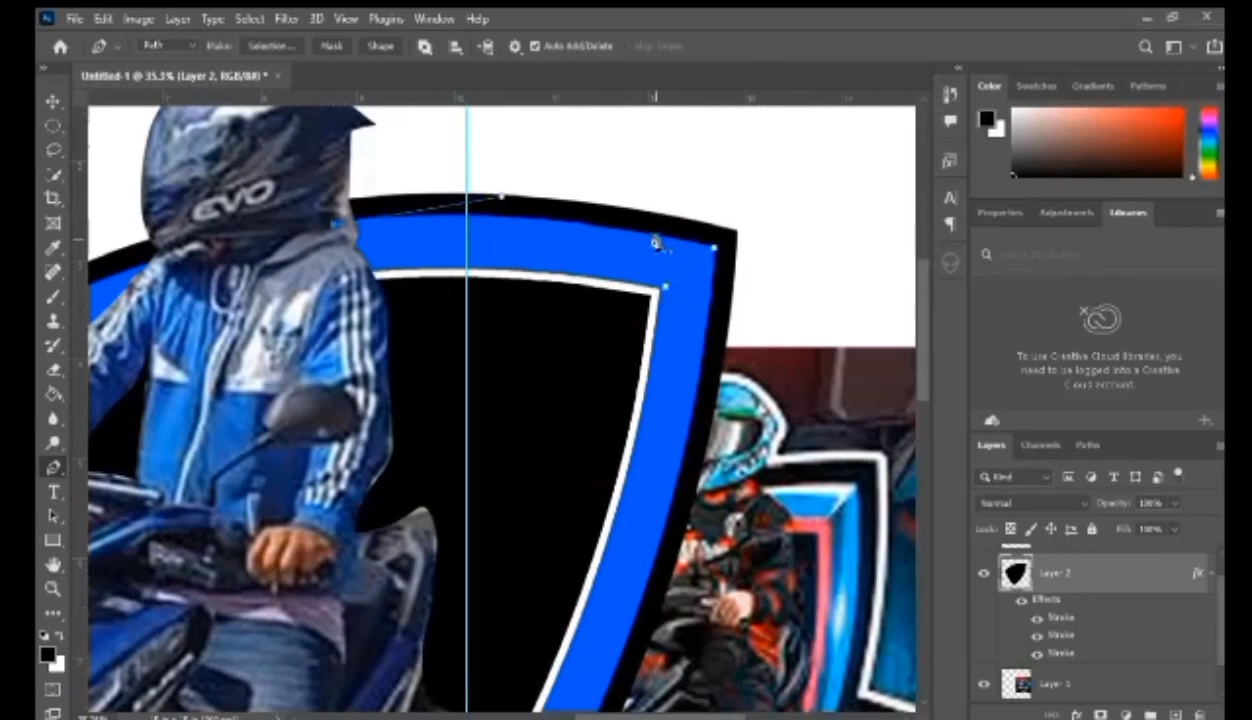 File Edit Image Layer Type Select Filter 3D View Plugins Window Help
Path Make: Selection... Mask Shape Auto Add/Delete Align Edges
Untitled-1 @ 35.3% (Layer 2, RGB/8#) *
Color Swatches Gradients Patterns
EVO
Properties Adjustments Libraries
To use Creative Cloud libraries, you
need to be logged into a Creative
Cloud account.
Layers Channels Paths
Kind
Normal Opacity: 100%
Lock: Fill: 100%
Layer 2 fx
Effects
Stroke
Stroke
Stroke
Layer 1